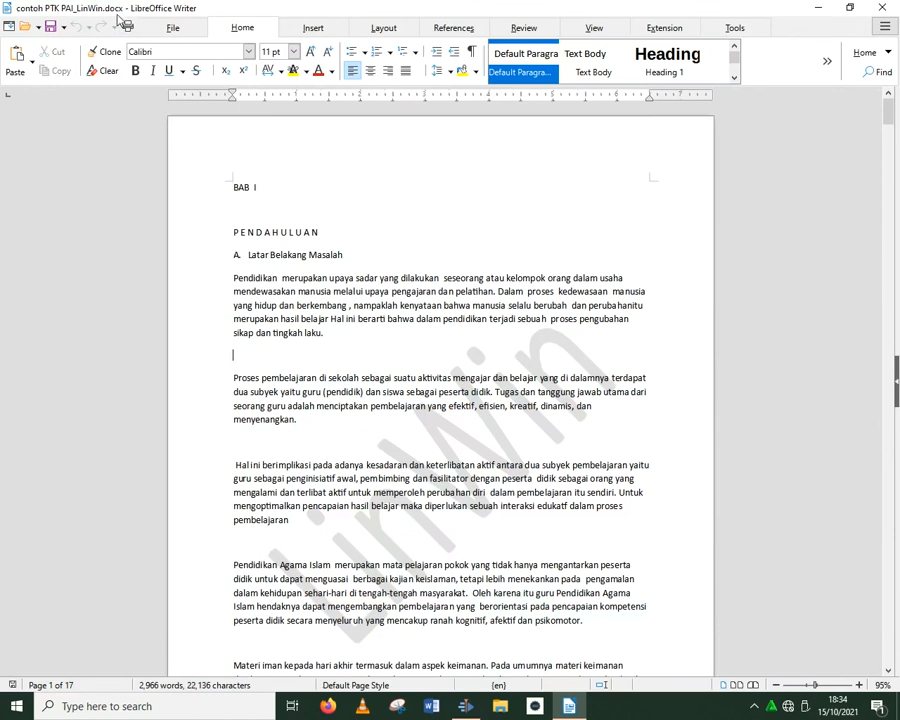 contoh PTK PAI_LinWin.docx - LibreOffice Writer
File Home Insert Layout References Review View Extension Tools
Paste Cut Clone Calibri 11 pt Default Paragra Text Body Heading Home
Copy Clear Default Paragra... Text Body Heading 1 Find
BAB I
P E N D A H U L U A N
A. Latar Belakang Masalah
Pendidikan merupakan upaya sadar yang dilakukan seseorang atau kelompok orang dalam usaha
mendewasakan manusia melalui upaya pengajaran dan pelatihan. Dalam proses kedewasaan manusia
yang hidup dan berkembang , nampaklah kenyataan bahwa manusia selalu berubah dan perubahanitu
merupakan hasil belajar Hal ini berarti bahwa dalam pendidikan terjadi sebuah proses pengubahan
sikap dan tingkah laku.
Proses pembelajaran di sekolah sebagai suatu aktivitas mengajar dan belajar yang di dalamnya terdapat
dua subyek yaitu guru (pendidik) dan siswa sebagai peserta didik. Tugas dan tanggung jawab utama dari
seorang guru adalah menciptakan pembelajaran yang efektif, efisien, kreatif, dinamis, dan
menyenangkan.
Hal ini berimplikasi pada adanya kesadaran dan keterlibatan aktif antara dua subyek pembelajaran yaitu
guru sebagai penginisiatif awal, pembimbing dan fasilitator dengan peserta didik sebagai orang yang
mengalami dan terlibat aktif untuk memperoleh perubahan diri dalam pembelajaran itu sendiri. Untuk
mengoptimalkan pencapaian hasil belajar maka diperlukan sebuah interaksi edukatf dalam proses
pembelajaran
Pendidikan Agama Islam merupakan mata pelajaran pokok yang tidak hanya mengantarkan peserta
didik untuk dapat menguasai berbagai kajian keislaman, tetapi lebih menekankan pada pengamalan
dalam kehidupan sehari-hari di tengah-tengah masyarakat. Oleh karena itu guru Pendidikan Agama
Islam hendaknya dapat mengembangkan pembelajaran yang berorientasi pada pencapaian kompetensi
peserta didik secara menyeluruh yang mencakup ranah kognitif, afektif dan psikomotor.
Materi iman kepada hari akhir termasuk dalam aspek keimanan. Pada umumnya materi keimanan
LinWin
Page 1 of 17 2,966 words, 22,136 characters Default Page Style {en} 95%
Type here to search 18:34
15/10/2021